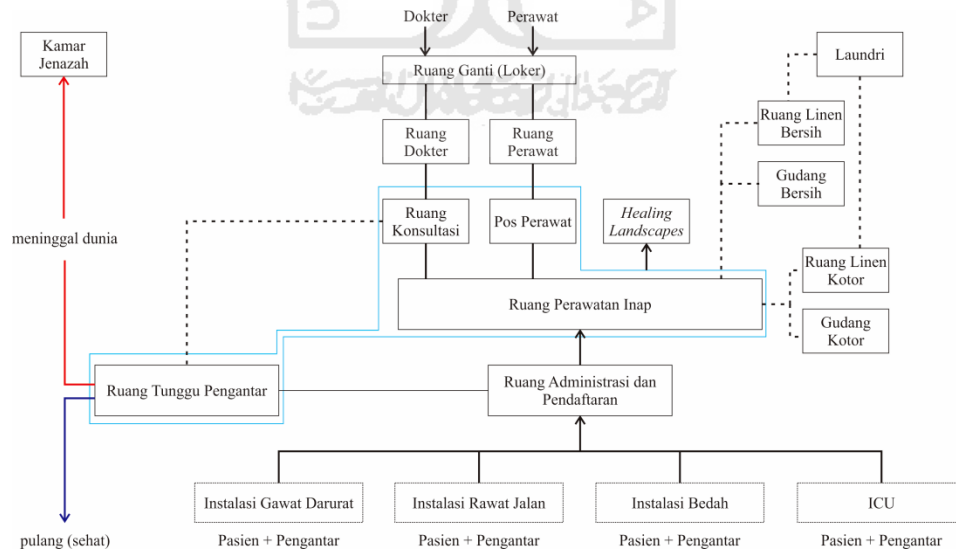 Dokter
Perawat
Kamar
Jenazah
Ruang Ganti (Loker)
Laundri
Ruang
Dokter
Ruang
Perawat
Ruang Linen
Bersih
Gudang
Bersih
Ruang
Konsultasi
Pos Perawat
Healing
Landscapes
meninggal dunia
Ruang Linen
Kotor
Ruang Perawatan Inap
Gudang
Kotor
Ruang Tunggu Pengantar
Ruang Administrasi dan
Pendaftaran
Instalasi Gawat Darurat
Instalasi Rawat Jalan
Instalasi Bedah
ICU
pulang (sehat)
Pasien + Pengantar
Pasien + Pengantar
Pasien + Pengantar
Pasien + Pengantar